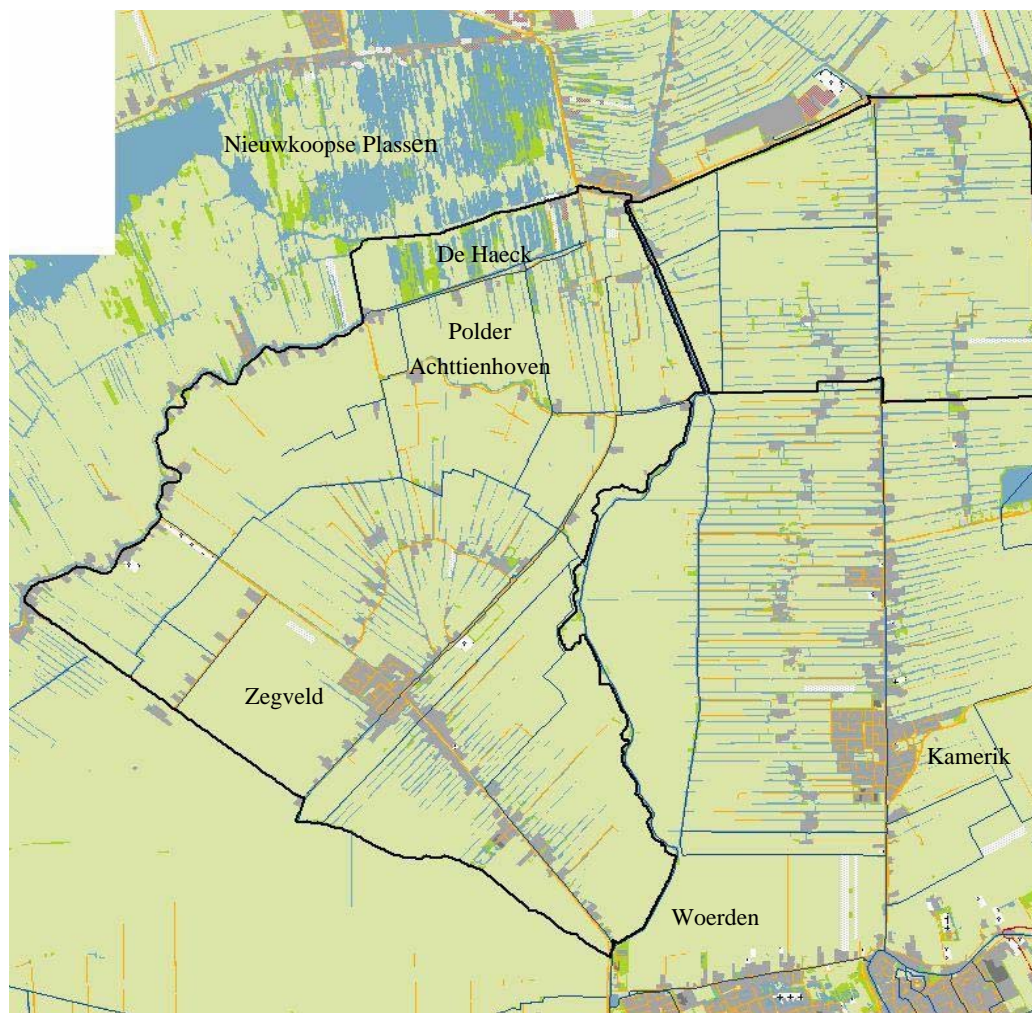 Nieuwkoopse Plassen
De Haeck
Polder
Achttienhoven
Zegveld
Kamerik
Woerden